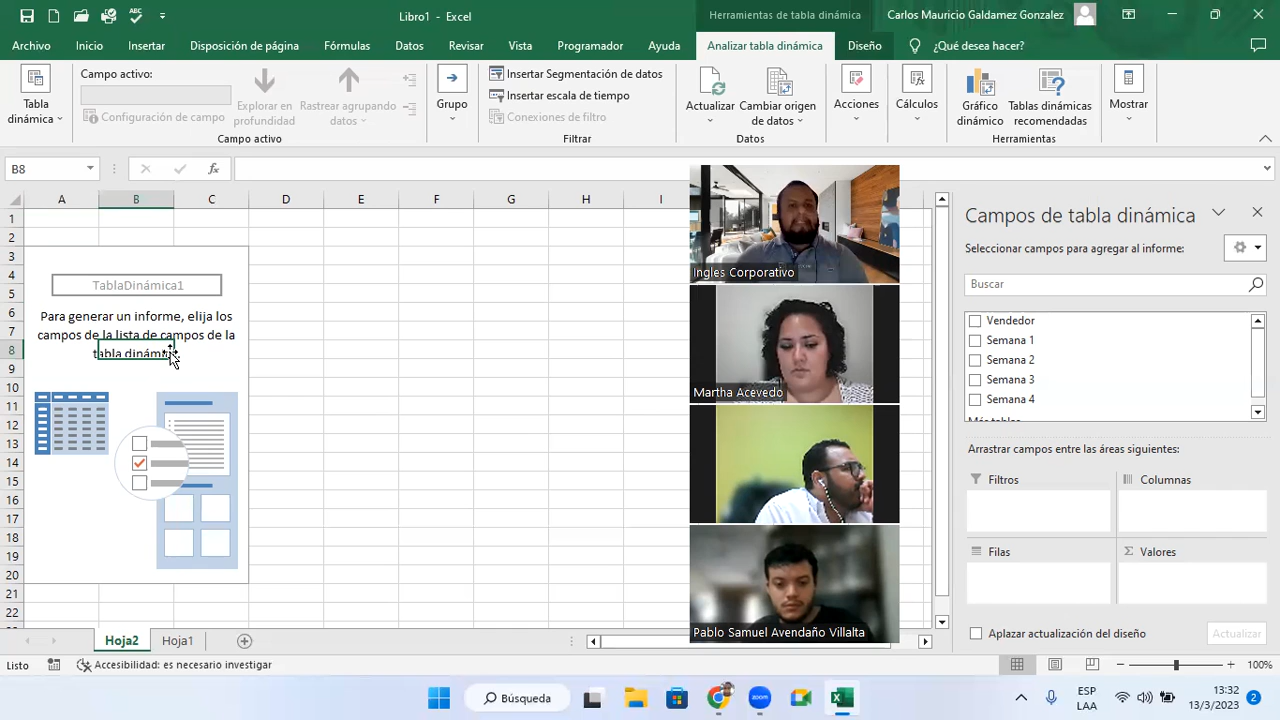 Libro1 - Excel
Herramientas de tabla dinámica
Carlos Mauricio Galdamez Gonzalez
Archivo
Inicio
Insertar
Disposición de página
Fórmulas
Datos
Revisar
Vista
Programador
Ayuda
Analizar tabla dinámica
Diseño
¿Qué desea hacer?
Tabla dinámica
Campo activo:
Configuración de campo
Explorar en profundidad
Rastrear agrupando datos
Campo activo
Grupo
Insertar Segmentación de datos
Insertar escala de tiempo
Conexiones de filtro
Filtrar
Actualizar
Cambiar origen de datos
Datos
Acciones
Cálculos
Gráfico dinámico
Tablas dinámicas recomendadas
Herramientas
Mostrar
B8
fx
A B C D E F G H I
1
2
3
4
5
6
7
8
9
10
11
12
13
14
15
16
17
18
19
20
21
22
TablaDinámica1
Para generar un informe, elija los
campos de la lista de campos de la
tabla dinámica
Ingles Corporativo
Martha Acevedo
Pablo Samuel Avendaño Villalta
Campos de tabla dinámica
Seleccionar campos para agregar al informe:
Buscar
Vendedor
Semana 1
Semana 2
Semana 3
Semana 4
Más tablas
Arrastrar campos entre las áreas siguientes:
Filtros
Columnas
Filas
Σ Valores
Aplazar actualización del diseño
Actualizar
Hoja2
Hoja1
Listo
Accesibilidad: es necesario investigar
100%
Búsqueda
ESP
LAA
13:32
13/3/2023
2